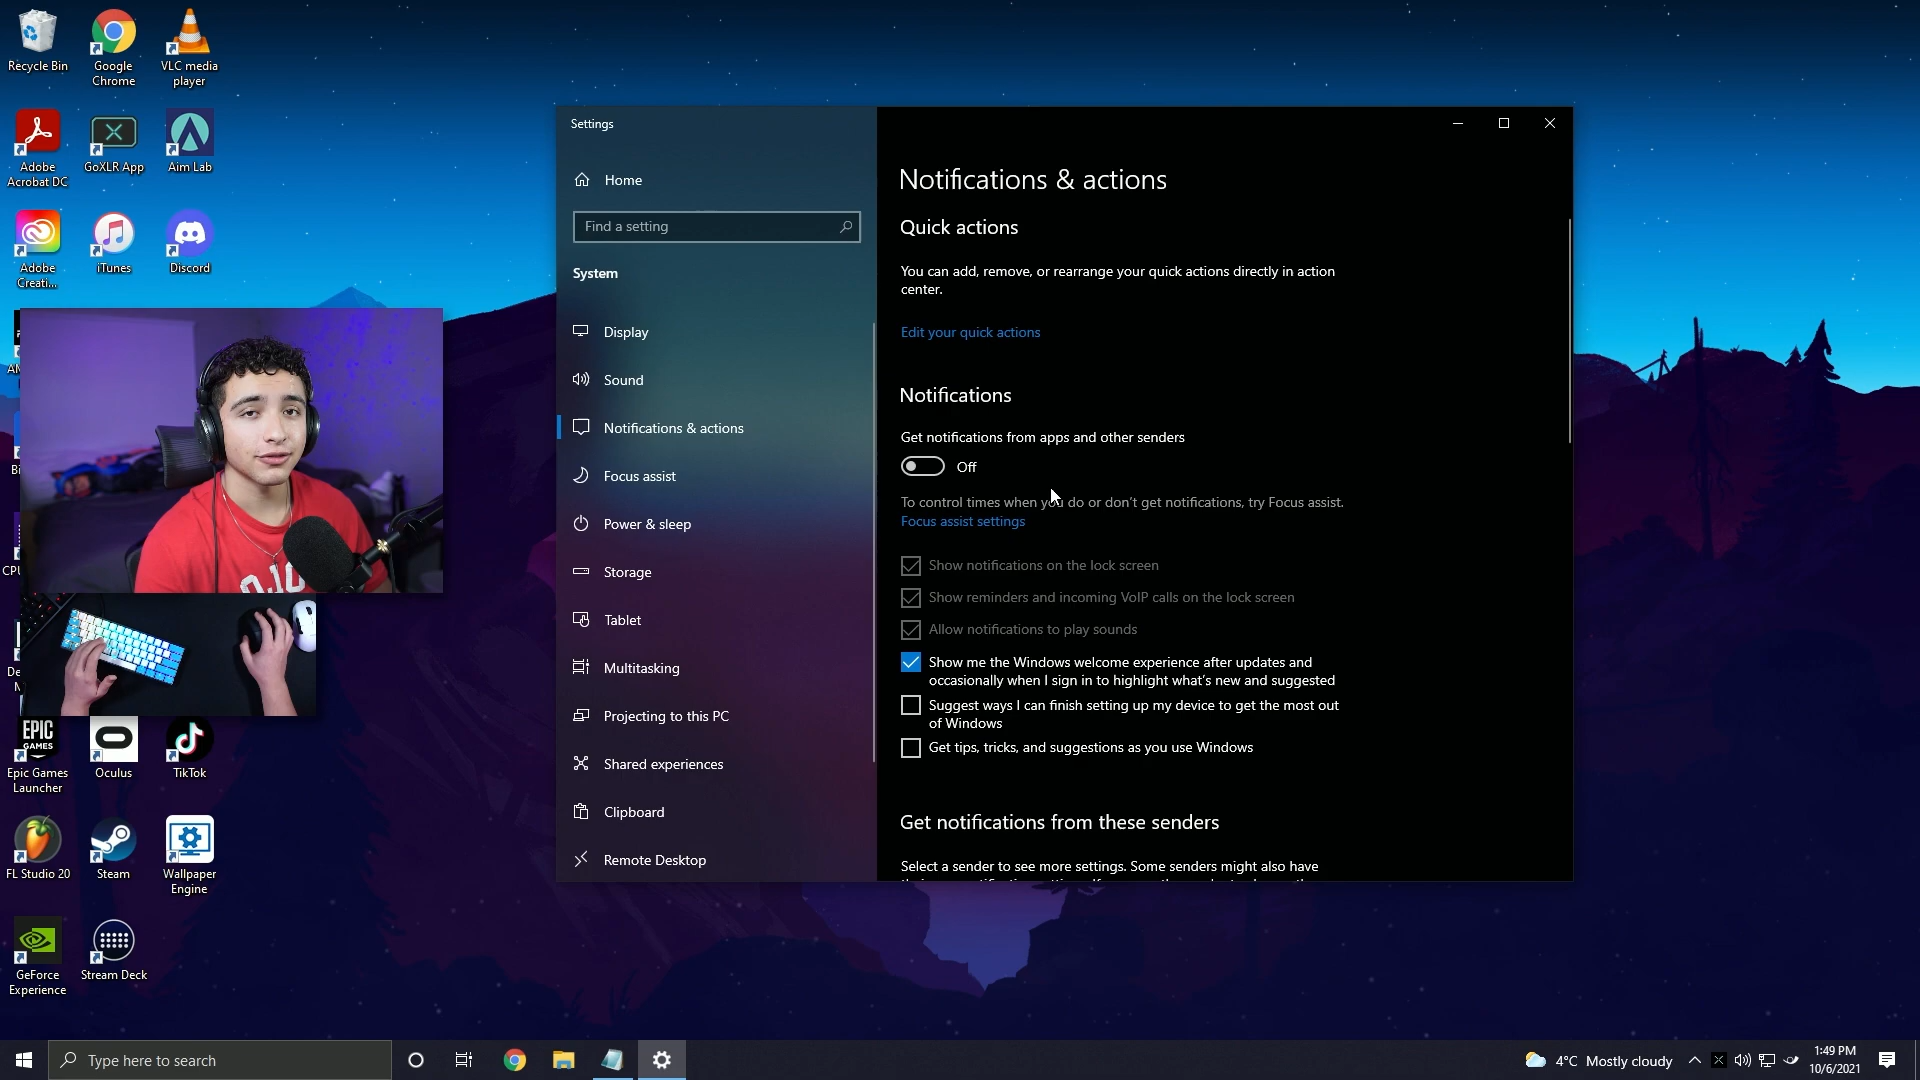 Recycle Bin
Google
Chrome
VLC media
player
Adobe
Acrobat DC
GoXLR App
Aim Lab
Adobe
Creati...
iTunes
Discord
EPIC
GAMES
Epic Games
Launcher
Oculus
TikTok
FL Studio 20
Steam
Wallpaper
Engine
GeForce
Experience
Stream Deck
Settings
Home
Find a setting
System
Display
Sound
Notifications & actions
Focus assist
Power & sleep
Storage
Tablet
Multitasking
Projecting to this PC
Shared experiences
Clipboard
Remote Desktop
Notifications & actions
Quick actions
You can add, remove, or rearrange your quick actions directly in action
center.
Edit your quick actions
Notifications
Get notifications from apps and other senders
Off
To control times when you do or don't get notifications, try Focus assist.
Focus assist settings
Show notifications on the lock screen
Show reminders and incoming VoIP calls on the lock screen
Allow notifications to play sounds
Show me the Windows welcome experience after updates and
occasionally when I sign in to highlight what's new and suggested
Suggest ways I can finish setting up my device to get the most out
of Windows
Get tips, tricks, and suggestions as you use Windows
Get notifications from these senders
Select a sender to see more settings. Some senders might also have
Type here to search
4°C Mostly cloudy
1:49 PM
10/6/2021